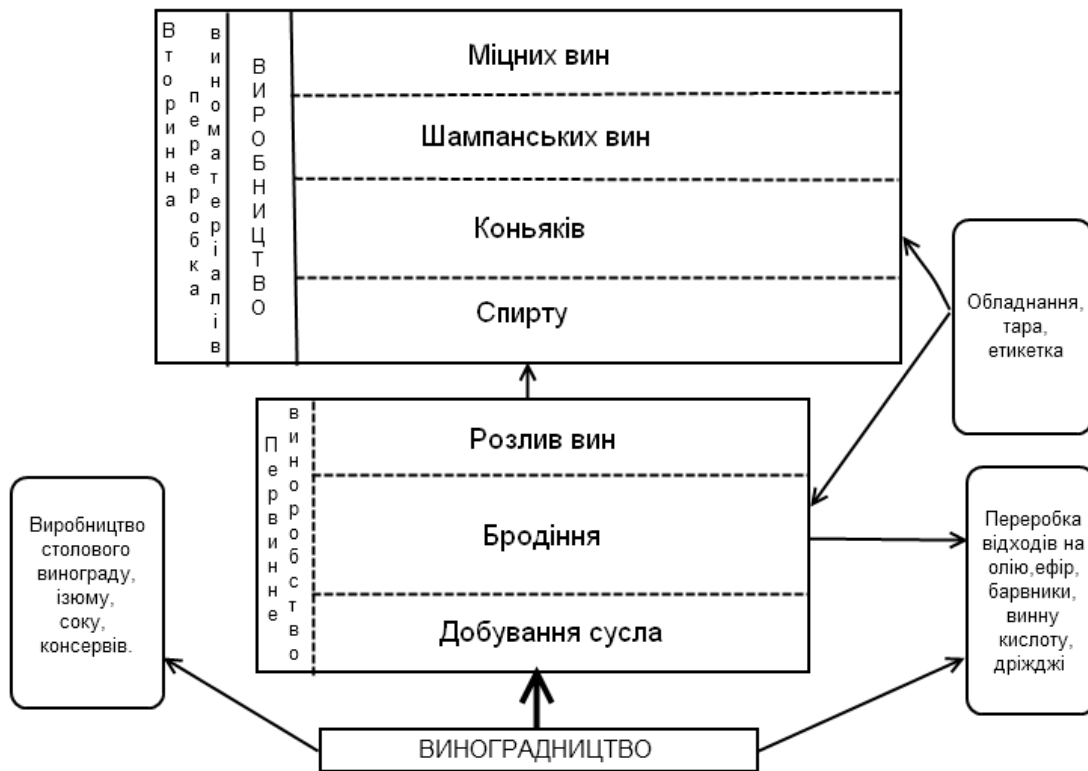 Вторинна
переробка
виноматеріалів
ВИРОБНИЦТВО
Міцних вин
Шампанських вин
Коньяків
Спирту
Обладнання,
тара,
етикетка
Первинне
виноробство
Розлив вин
Бродіння
Добування сусла
Виробництво
столового
винограду,
ізюму,
соку,
консервів.
Переробка
відходів на
олію,ефір,
барвники,
винну
кислоту,
дріжджі
ВИНОГРАДНИЦТВО